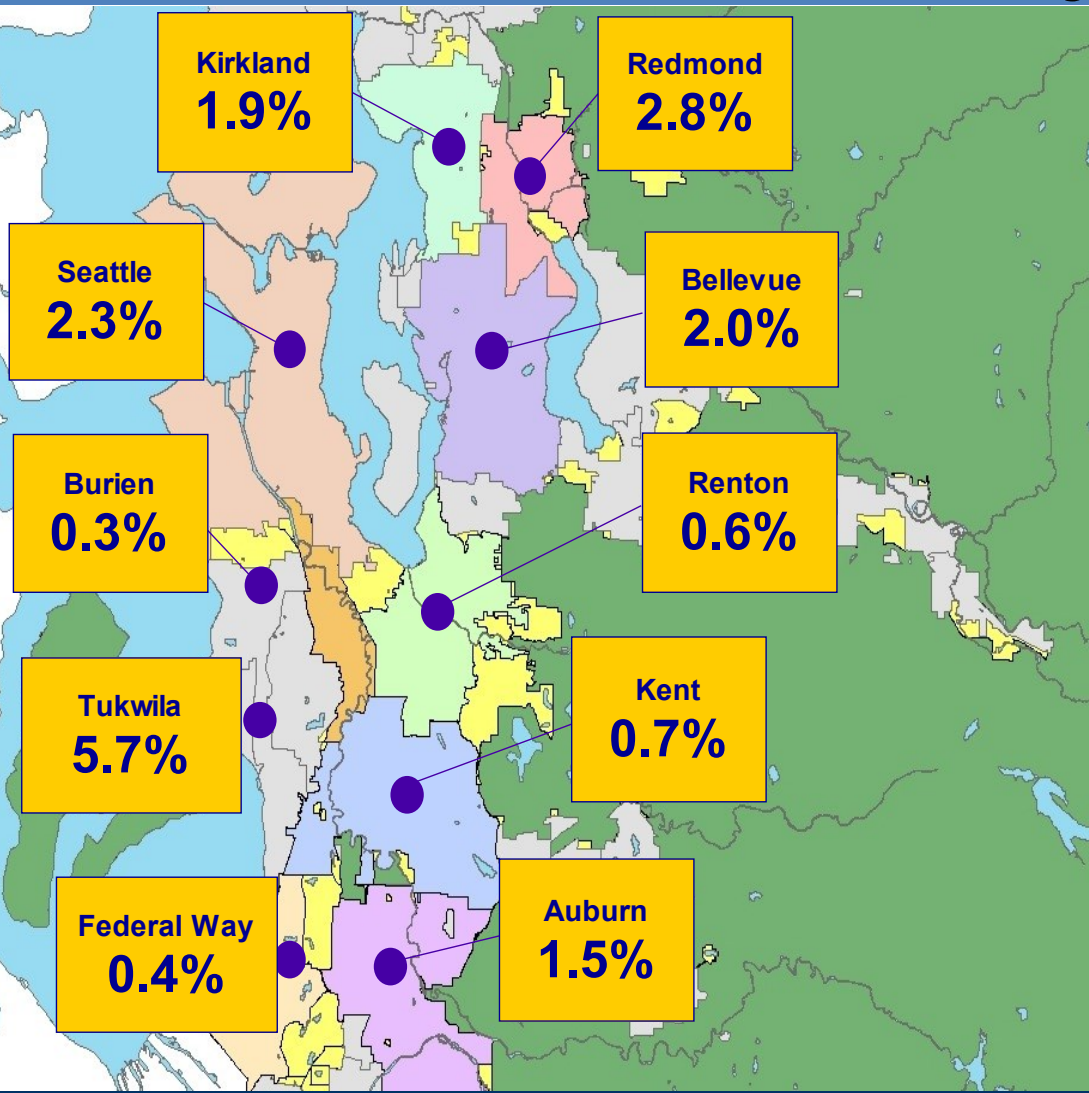 Kirkland
1.9%
Redmond
2.8%
Seattle
2.3%
Bellevue
2.0%
Burien
0.3%
Renton
0.6%
Tukwila
5.7%
Kent
0.7%
Federal Way
0.4%
Auburn
1.5%